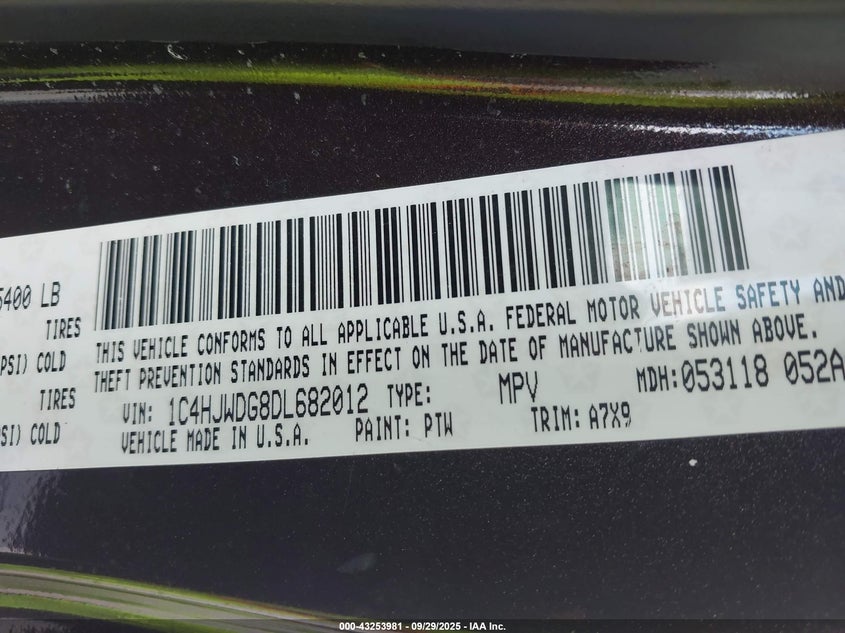 5400 LB
TIRES
PSI) COLD
TIRES
PSI) COLD
THIS VEHICLE CONFORMS TO ALL APPLICABLE U.S.A. FEDERAL MOTOR VEHICLE SAFETY AND
THEFT PREVENTION STANDARDS IN EFFECT ON THE DATE OF MANUFACTURE SHOWN ABOVE.
VIN: 1C4HJWDG8DL682012 TYPE: MPV MDH: 053118 052A
VEHICLE MADE IN U.S.A. PAINT: PTW TRIM: A7X9
000-43253981 - 09/29/2025 - IAA Inc.